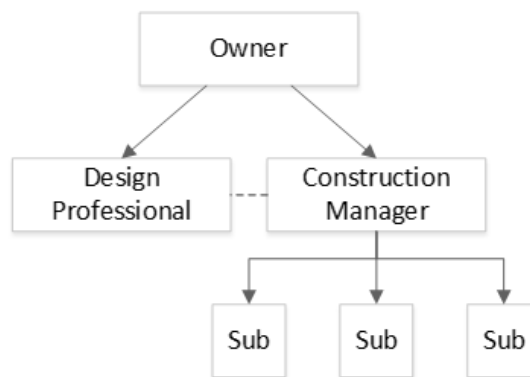 Owner
Design
Professional
Construction
Manager
Sub
Sub
Sub